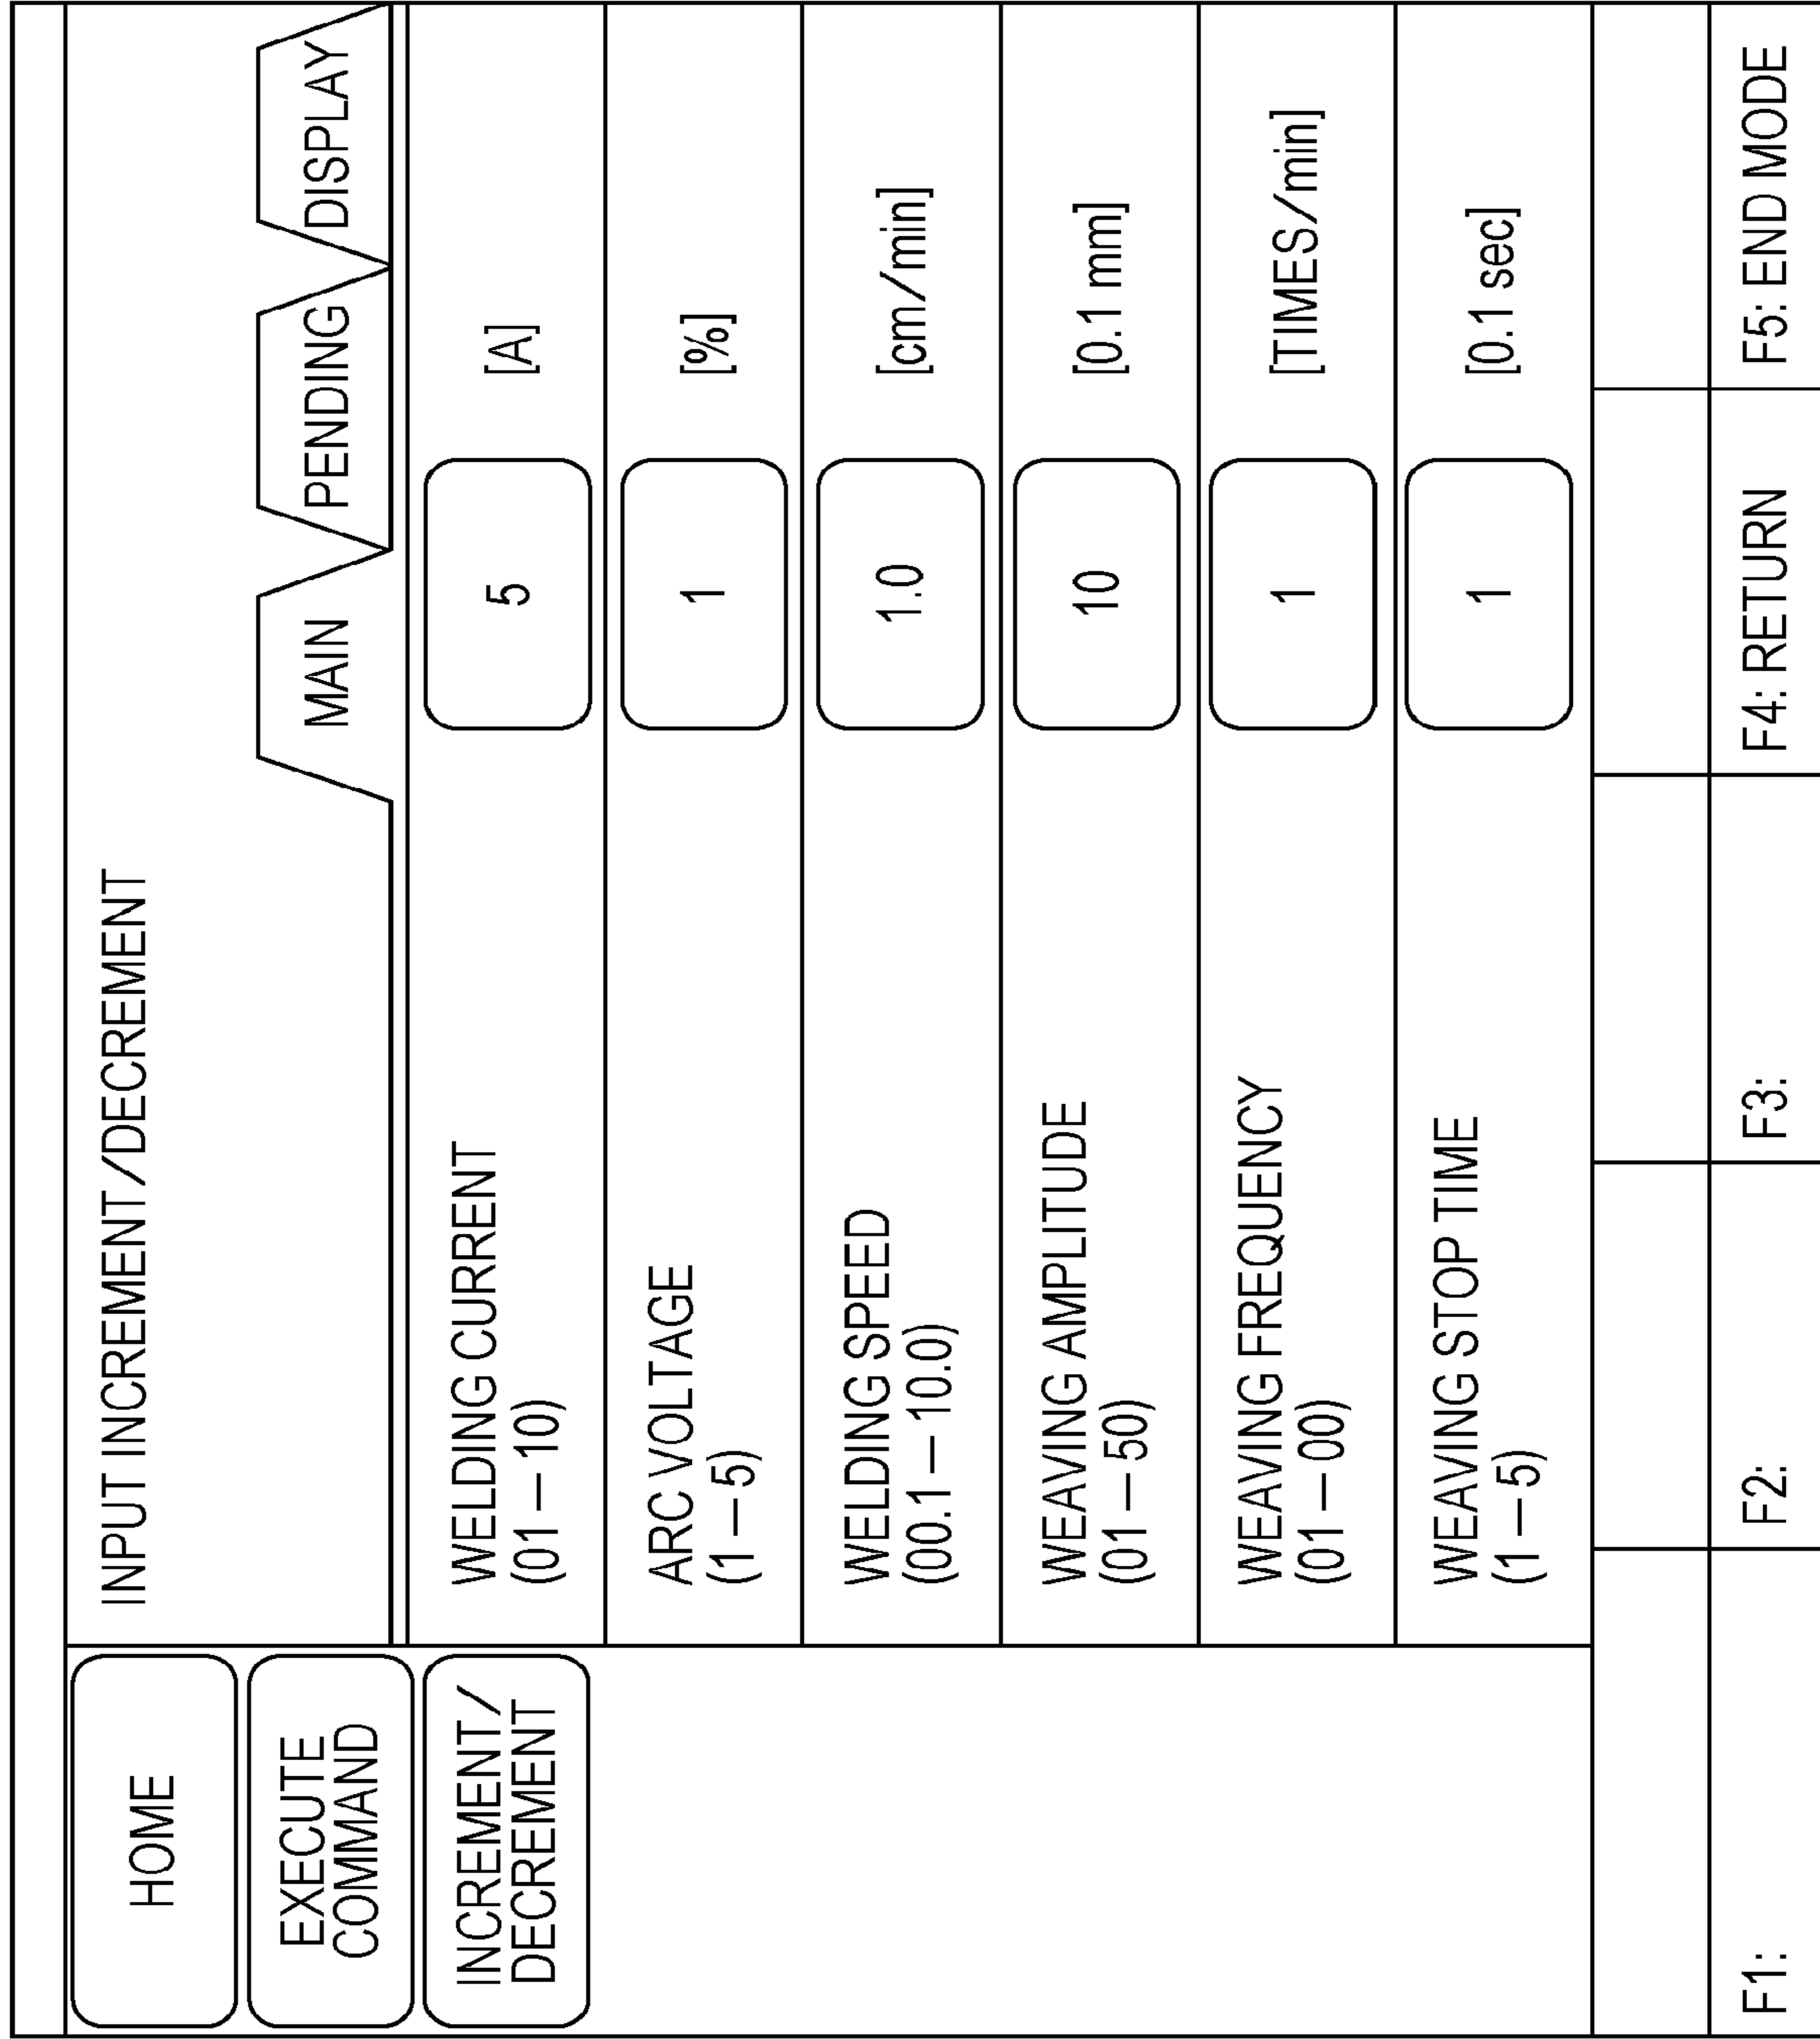 HOME
EXECUTE
COMMAND
INCREMENT/
DECREMENT
INPUT INCREMENT/DECREMENT
MAIN PENDING DISPLAY
WELDING CURRENT
(01—10) 5 [A]
ARC VOLTAGE
(1—5) 1 [%]
WELDING SPEED
(00.1—10.0) 1.0 [cm/min]
WEAVING AMPLITUDE
(01—50) 10 [0.1 mm]
WEAVING FREQUENCY
(01—00) 1 [TIMES/min]
WEAVING STOP TIME
(1—5) 1 [0.1 sec]
F1: F2: F3: F4: RETURN F5: END MODE